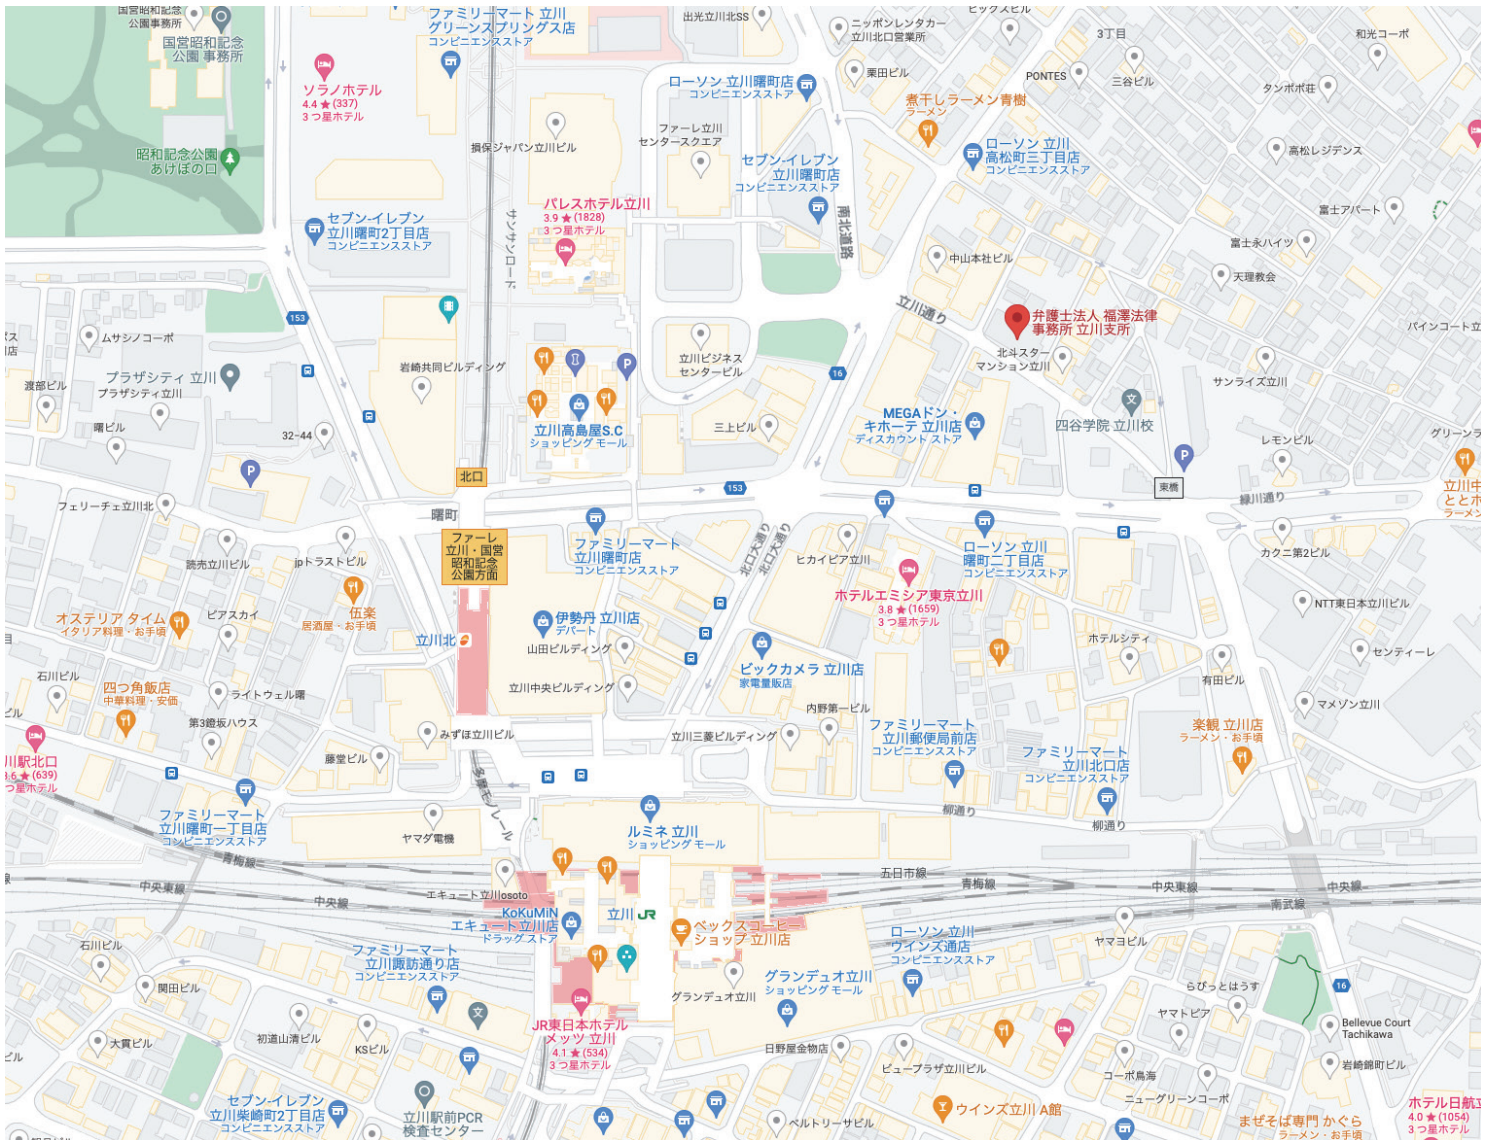 国営昭和記念
公園事務所
国営昭和記念
公園 事務所
ファミリーマート 立川
グリーンスプリングス店
コンビニエンスストア
出光立川北SS
ニッポンレンタカー
立川北口営業所
ビックスビル
3丁目
三谷ビル
和光コーポ
ソラノホテル
4.4 ★ (337)
3 つ星ホテル
ローソン 立川曙町店
コンビニエンスストア
栗田ビル
PONTES
タンポポ荘
煮干しラーメン青樹
ラーメン
昭和記念公園
あけぼの口
損保ジャパン立川ビル
ファーレ立川
センタースクエア
セブン-イレブン
立川曙町店
コンビニエンスストア
ローソン 立川
高松町三丁目店
コンビニエンスストア
高松レジデンス
セブン-イレブン
立川曙町2丁目店
コンビニエンスストア
サンサンロード
パレスホテル立川
3.9 ★ (1828)
3 つ星ホテル
南北道路
中山本社ビル
富士アパート
富士永ハイツ
天理教会
153
ムサシノコーポ
岩崎共同ビルディング
立川ビジネス
センタービル
立川通り
弁護士法人 福澤法律
事務所 立川支所
北斗スター
マンション立川
パインコート立
渡部ビル
プラザシティ 立川
プラザシティ立川
16
サンライズ立川
曙ビル
32-44
P
P
立川高島屋S.C
ショッピング モール
三上ビル
MEGAドン・
キホーテ 立川店
ディスカウント ストア
四谷学院 立川校
文
レモンビル
P
グリーンラ
北口
153
東橋
緑川通り
立川中
ととホ
ラーメン
フェリーチェ立川北
曙町
ファーレ
立川・国営
昭和記念
公園方面
ファミリーマート
立川曙町店
コンビニエンスストア
北口大通り
北口大通り
ヒカイビア立川
ローソン 立川
曙町二丁目店
コンビニエンスストア
カクニ第2ビル
読売立川ビル
jpトラストビル
ホテルエミシア東京立川
3.8 ★ (1659)
3 つ星ホテル
NTT東日本立川ビル
オステリア タイム
イタリア料理・お手頃
ピアスカイ
伍楽
居酒屋・お手頃
立川北
伊勢丹 立川店
デパート
山田ビルディング
ホテルシティ
センティーレ
石川ビル
四つ角飯店
中華料理・安価
ライトウェル曙
立川中央ビルディング
ビックカメラ 立川店
家電量販店
有田ビル
マメゾン立川
第3鐙坂ハウス
みずほ立川ビル
立川三菱ビルディング
内野第一ビル
ファミリーマート
立川郵便局前店
コンビニエンスストア
ファミリーマート
立川北口店
コンビニエンスストア
楽観 立川店
ラーメン・お手頃
川駅北口
3.6 ★ (639)
つ星ホテル
藤堂ビル
多摩モノレール
ファミリーマート
立川曙町一丁目店
コンビニエンスストア
ヤマダ電機
ルミネ 立川
ショッピング モール
柳通り
柳通り
青梅線
中央東線
中央線
エキュート立川osoto
五日市線
青梅線
中央東線
中央線
南武線
KoKuMiN
エキュート立川店
ドラッグ ストア
立川
JR
ベックスコーヒー
ショップ 立川店
ローソン 立川
ウインズ通店
コンビニエンスストア
ヤマヨビル
石川ビル
関田ビル
ファミリーマート
立川諏訪通り店
コンビニエンスストア
グランデュオ立川
グランデュオ立川
ショッピング モール
らびっとはうす
16
大貫ビル
初道山清ビル
KSビル
文
JR東日本ホテル
メッツ 立川
4.1 ★ (534)
3 つ星ホテル
日野屋金物店
ビュープラザ立川ビル
ヤマトピア
Bellevue Court
Tachikawa
岩崎錦町ビル
コーポ鳥海
ニューグリーンコーポ
セブン-イレブン
立川柴崎町2丁目店
コンビニエンスストア
立川駅前PCR
検査センター
ベルトリーサビル
ウインズ立川 A館
まぜそば専門 かぐら
ラーメン・お手頃
ホテル日航立
4.0 ★ (1054)
3 つ星ホテル